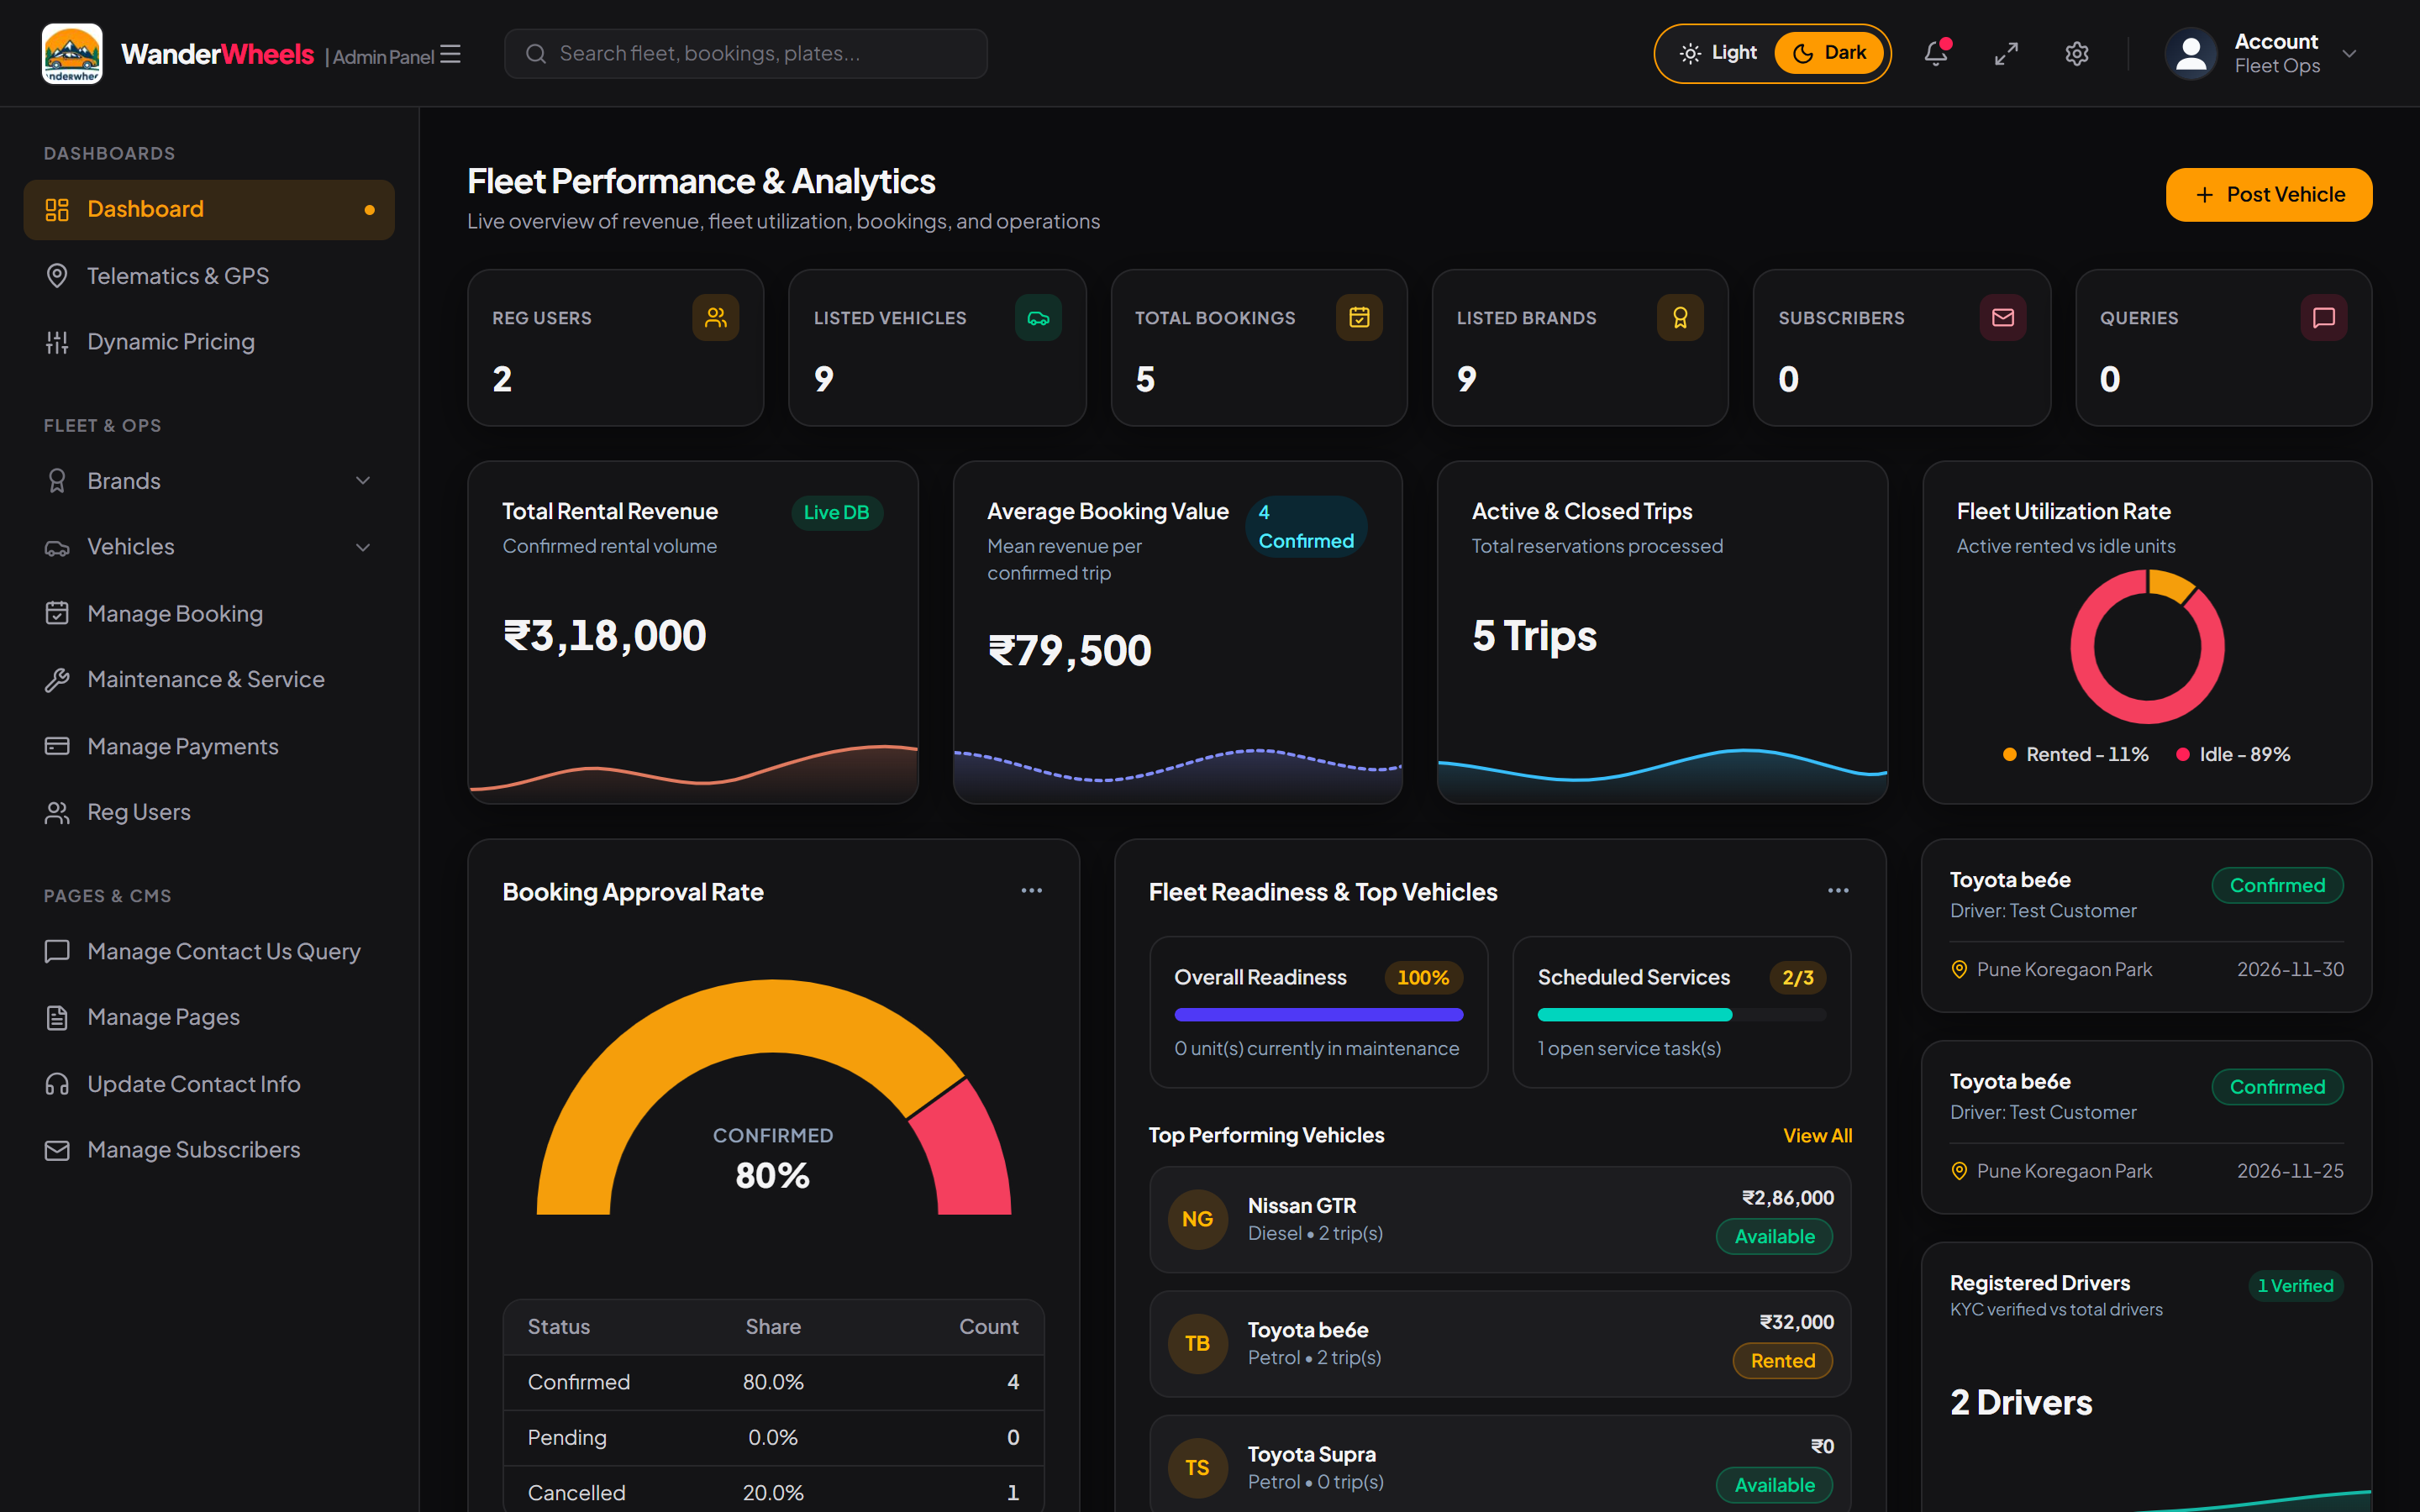 WanderWheels | Admin Panel
Search fleet, bookings, plates...
Light
Dark
Account
Fleet Ops
DASHBOARDS
Dashboard
Telematics & GPS
Dynamic Pricing
FLEET & OPS
Brands
Vehicles
Manage Booking
Maintenance & Service
Manage Payments
Reg Users
PAGES & CMS
Manage Contact Us Query
Manage Pages
Update Contact Info
Manage Subscribers
Fleet Performance & Analytics
Live overview of revenue, fleet utilization, bookings, and operations
+ Post Vehicle
REG USERS
2
LISTED VEHICLES
9
TOTAL BOOKINGS
5
LISTED BRANDS
9
SUBSCRIBERS
0
QUERIES
0
Total Rental Revenue
Live DB
Confirmed rental volume
₹3,18,000
Average Booking Value
4
Confirmed
Mean revenue per
confirmed trip
₹79,500
Active & Closed Trips
Total reservations processed
5 Trips
Fleet Utilization Rate
Active rented vs idle units
Rented - 11%
Idle - 89%
Booking Approval Rate
CONFIRMED
80%
Status Share Count
Confirmed 80.0% 4
Pending 0.0% 0
Cancelled 20.0% 1
Fleet Readiness & Top Vehicles
Overall Readiness 100%
0 unit(s) currently in maintenance
Scheduled Services 2/3
1 open service task(s)
Top Performing Vehicles
View All
NG
Nissan GTR
Diesel • 2 trip(s)
₹2,86,000
Available
TB
Toyota be6e
Petrol • 2 trip(s)
₹32,000
Rented
TS
Toyota Supra
Petrol • 0 trip(s)
₹0
Available
Toyota be6e
Confirmed
Driver: Test Customer
Pune Koregaon Park
2026-11-30
Toyota be6e
Confirmed
Driver: Test Customer
Pune Koregaon Park
2026-11-25
Registered Drivers
1 Verified
KYC verified vs total drivers
2 Drivers